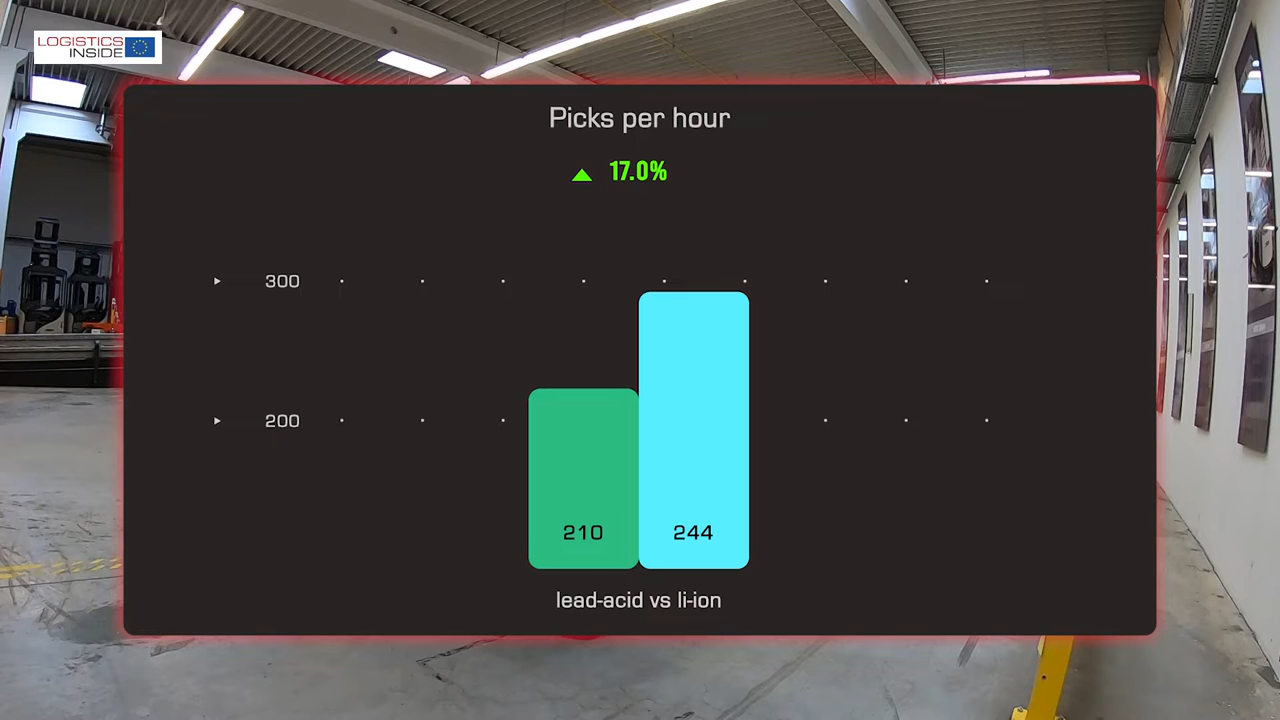 LOGISTICS
INSIDE
Picks per hour
17.0%
300
200
210
244
lead-acid vs li-ion